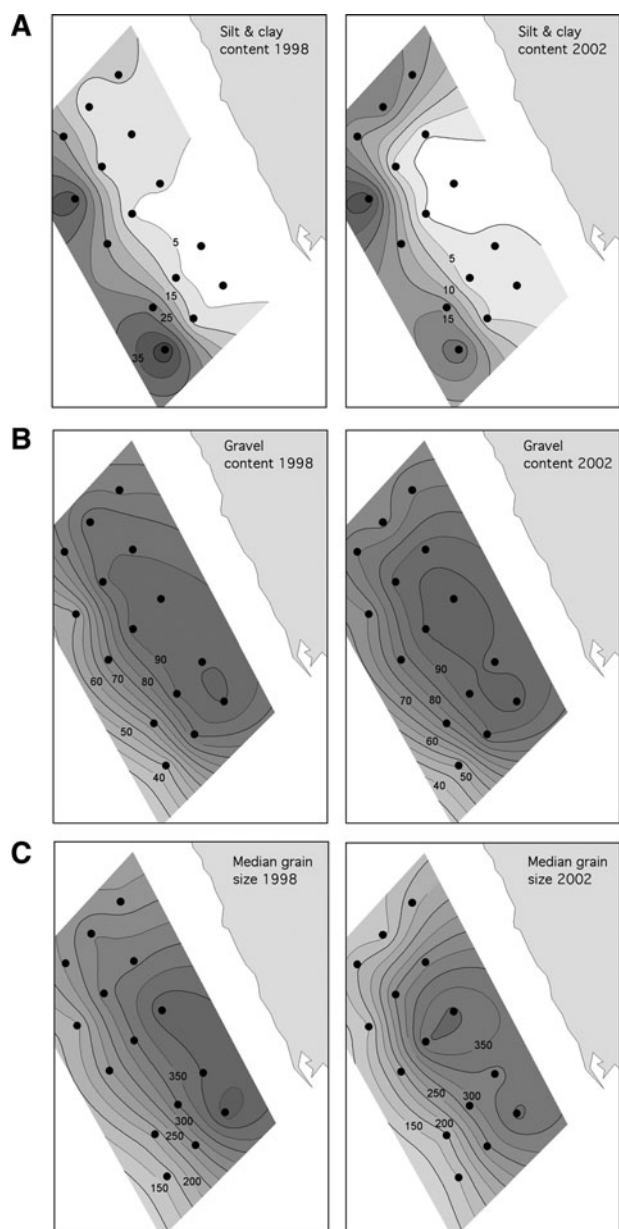 A
Silt & clay
content 1998
5
15
25
35
Silt & clay
content 2002
5
10
15
B
Gravel
content 1998
90
80
70
60
50
40
Gravel
content 2002
90
80
70
60
50
40
C
Median grain
size 1998
350
300
250
200
150
Median grain
size 2002
350
300
250
200
150